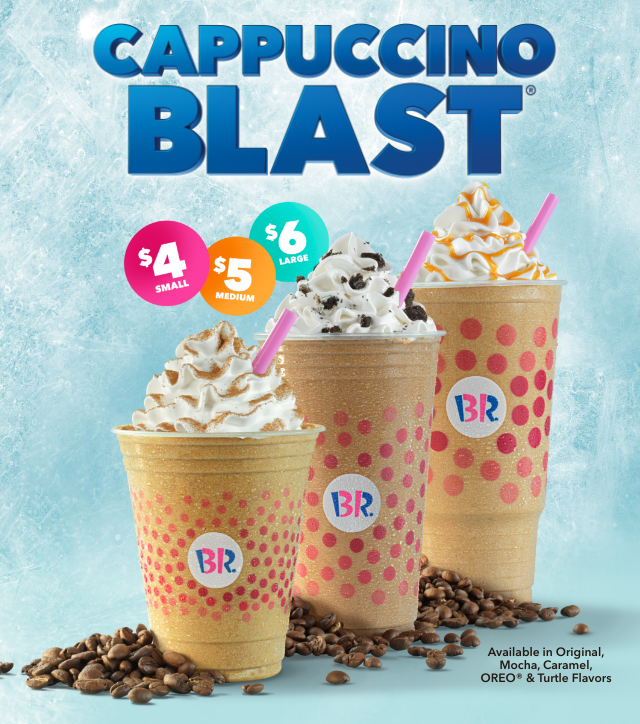 CAPPUCCINO
BLAST®
$4
SMALL
$5
MEDIUM
$6
LARGE
BR
BR
BR
Available in Original,
Mocha, Caramel,
OREO® & Turtle Flavors